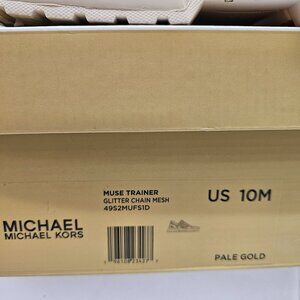 MUSE TRAINER
GLITTER CHAIN MESH
49S2MUFS1D
US 10M
MICHAEL
MICHAEL KORS
PALE GOLD